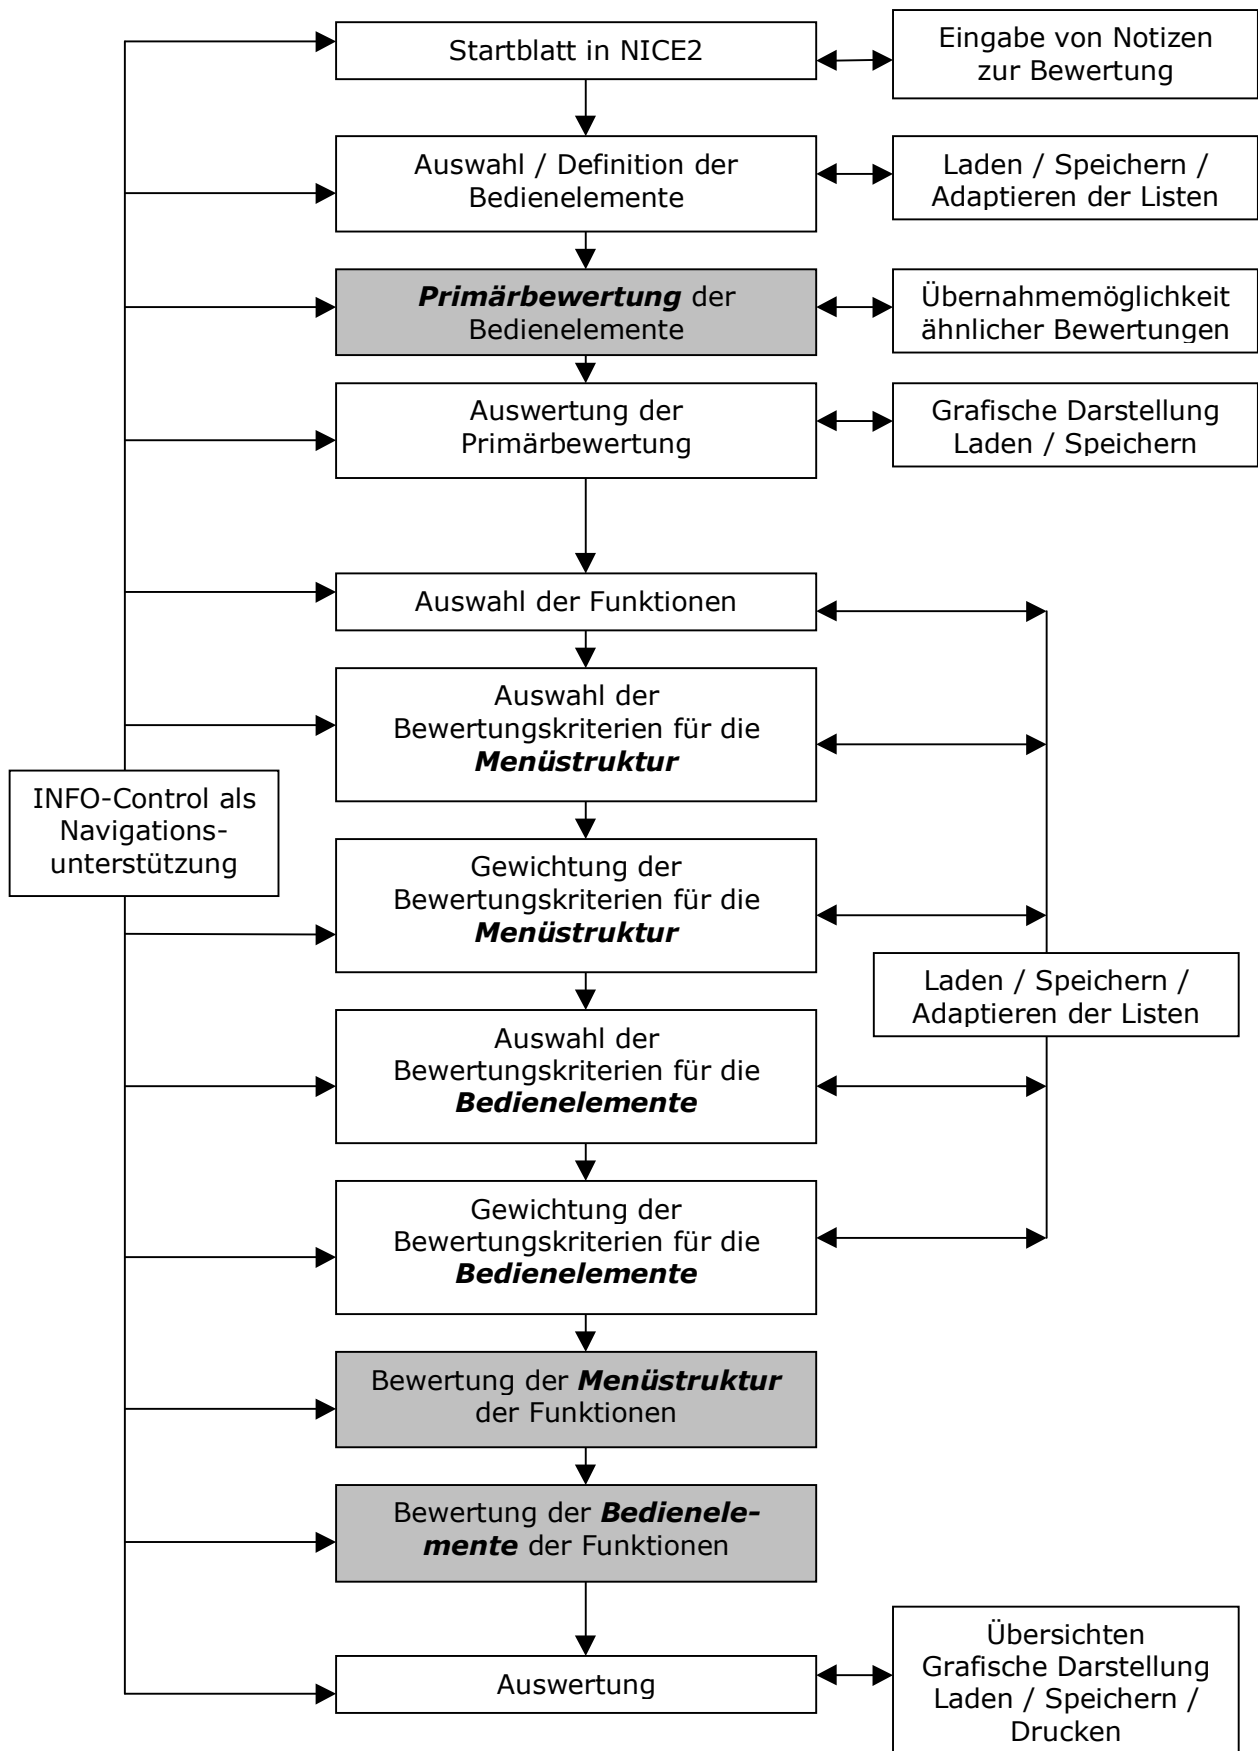 Startblatt in NICE2
Eingabe von Notizen
zur Bewertung
Auswahl / Definition der
Bedienelemente
Laden / Speichern /
Adaptieren der Listen
Primärbewertung der
Bedienelemente
Übernahmemöglichkeit
ähnlicher Bewertungen
Auswertung der
Primärbewertung
Grafische Darstellung
Laden / Speichern
Auswahl der Funktionen
Auswahl der
Bewertungskriterien für die
Menüstruktur
INFO-Control als
Navigations-
unterstützung
Gewichtung der
Bewertungskriterien für die
Menüstruktur
Laden / Speichern /
Adaptieren der Listen
Auswahl der
Bewertungskriterien für die
Bedienelemente
Gewichtung der
Bewertungskriterien für die
Bedienelemente
Bewertung der Menüstruktur
der Funktionen
Bewertung der Bedienele-
mente der Funktionen
Auswertung
Übersichten
Grafische Darstellung
Laden / Speichern /
Drucken